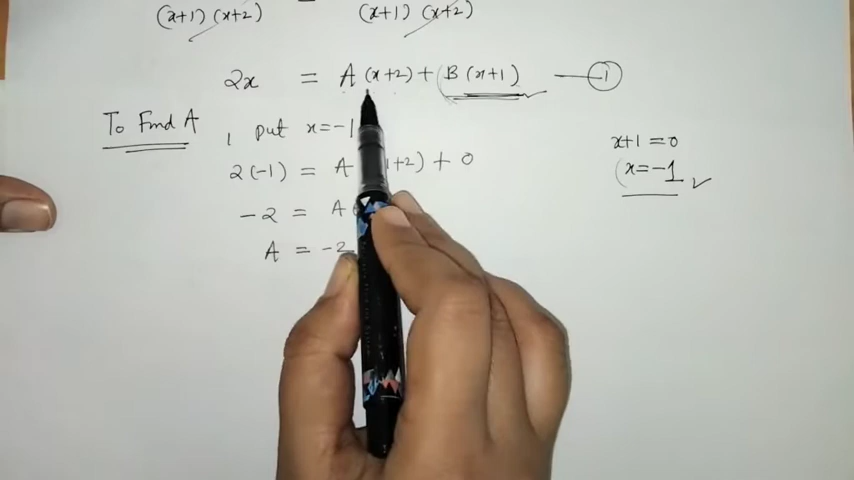 (x+1) (x+2) = (x+1) (x+2)
2x = A (x+2) + B (x+1) — 1
To Find A, put x=-1
x+1 = 0
x=-1 ✓
2(-1) = A 1+2) + 0
-2 = A(
A = -2